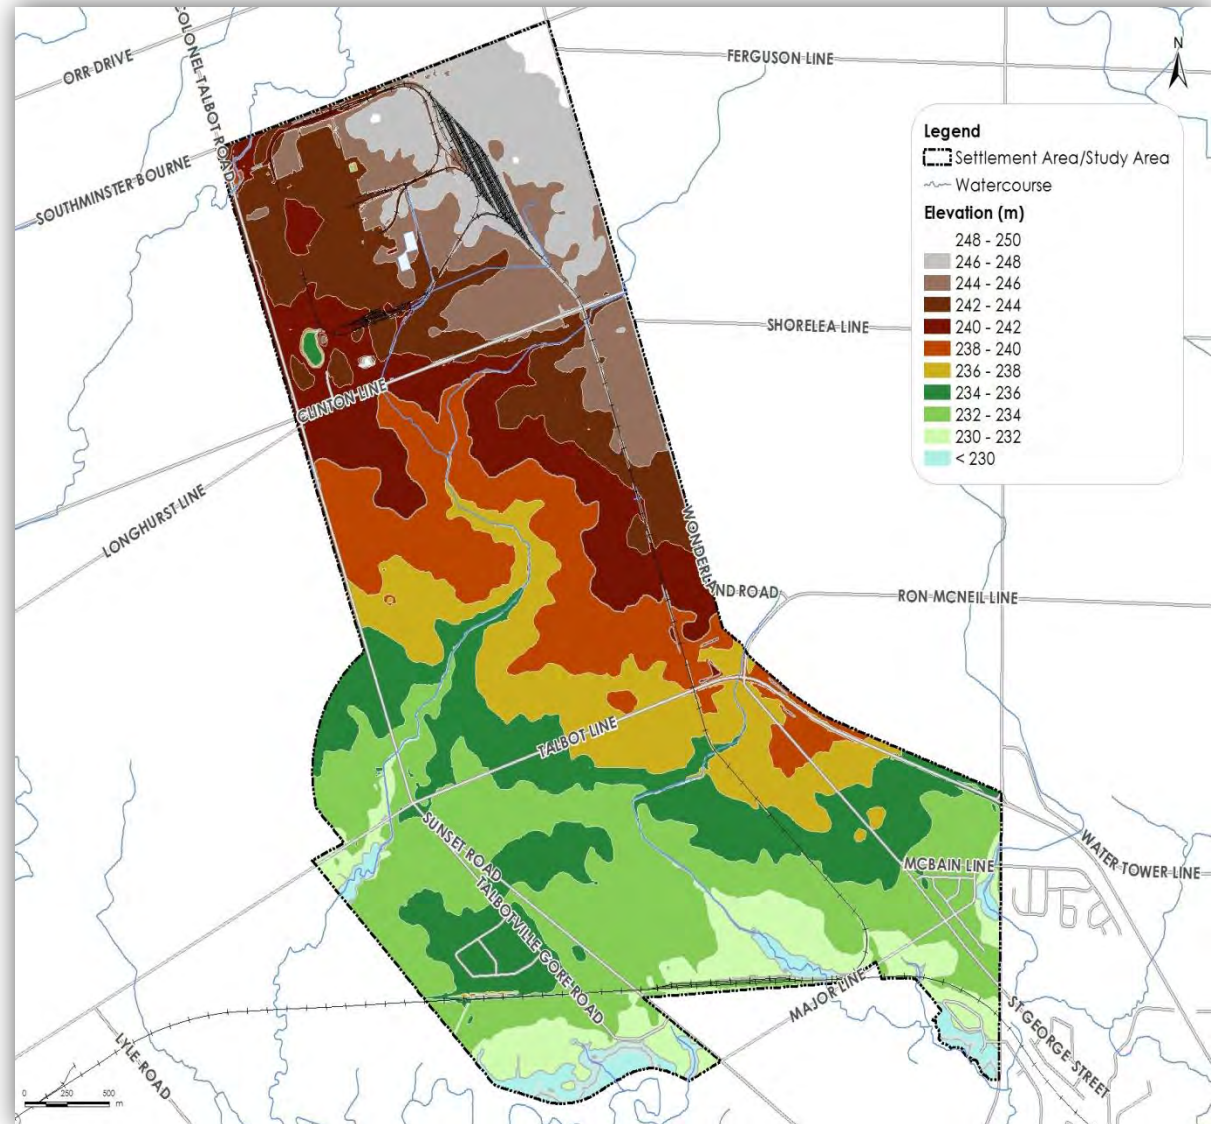 COLONEL TALBOT ROAD
ORR DRIVE
FERGUSON LINE
N
SOUTHMINSTER BOURNE
Legend
Settlement Area/Study Area
Watercourse
Elevation (m)
248 - 250
246 - 248
244 - 246
242 - 244
240 - 242
238 - 240
236 - 238
234 - 236
232 - 234
230 - 232
< 230
SHORELEA LINE
CLINTON LINE
LONGHURST LINE
WONDERLAND ROAD
RON MCNEIL LINE
TALBOT LINE
SUNSET ROAD
TALBOTVILLE GORE ROAD
MCBAIN LINE
WATER TOWER LINE
MAJOR LINE
ST GEORGE STREET
LYLE ROAD
0 250 500
m